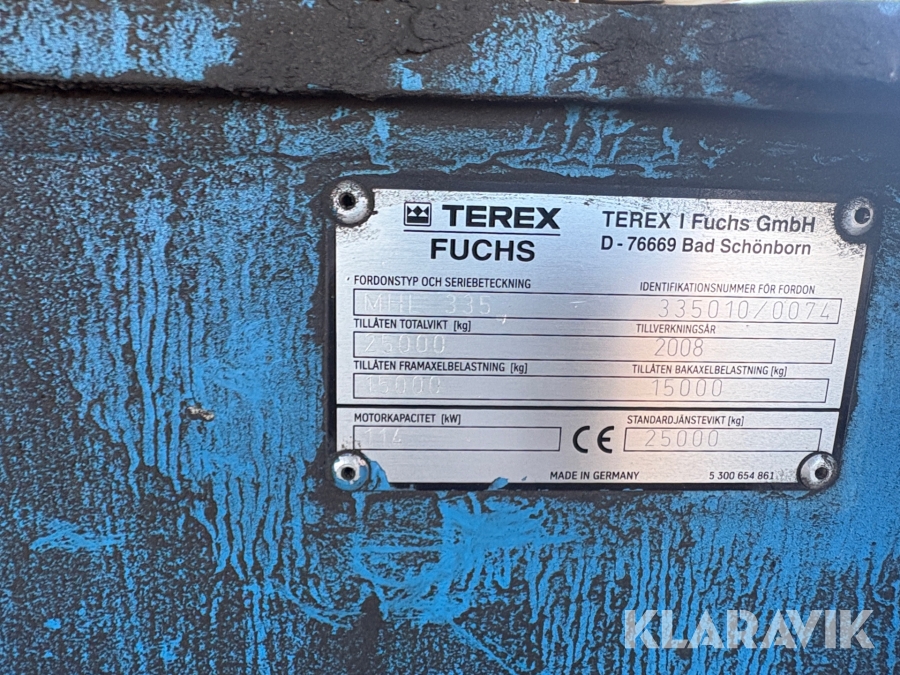 TEREX
FUCHS
TEREX I Fuchs GmbH
D - 76669 Bad Schönborn
FORDONSTYP OCH SERIEBETECKNING
IDENTIFIKATIONSNUMMER FÖR FORDON
MHL 335
335010/0074
TILLÅTEN TOTALVIKT [kg]
TILLVERKNINGSÅR
25000
2008
TILLÅTEN FRAMAXELBELASTNING [kg]
TILLÅTEN BAKAXELBELASTNING [kg]
15000
15000
MOTORKAPACITET [kW]
STANDARDJÄNSTEVIKT [kg]
114
CE
25000
MADE IN GERMANY
5 300 654 861
KLARAVIK